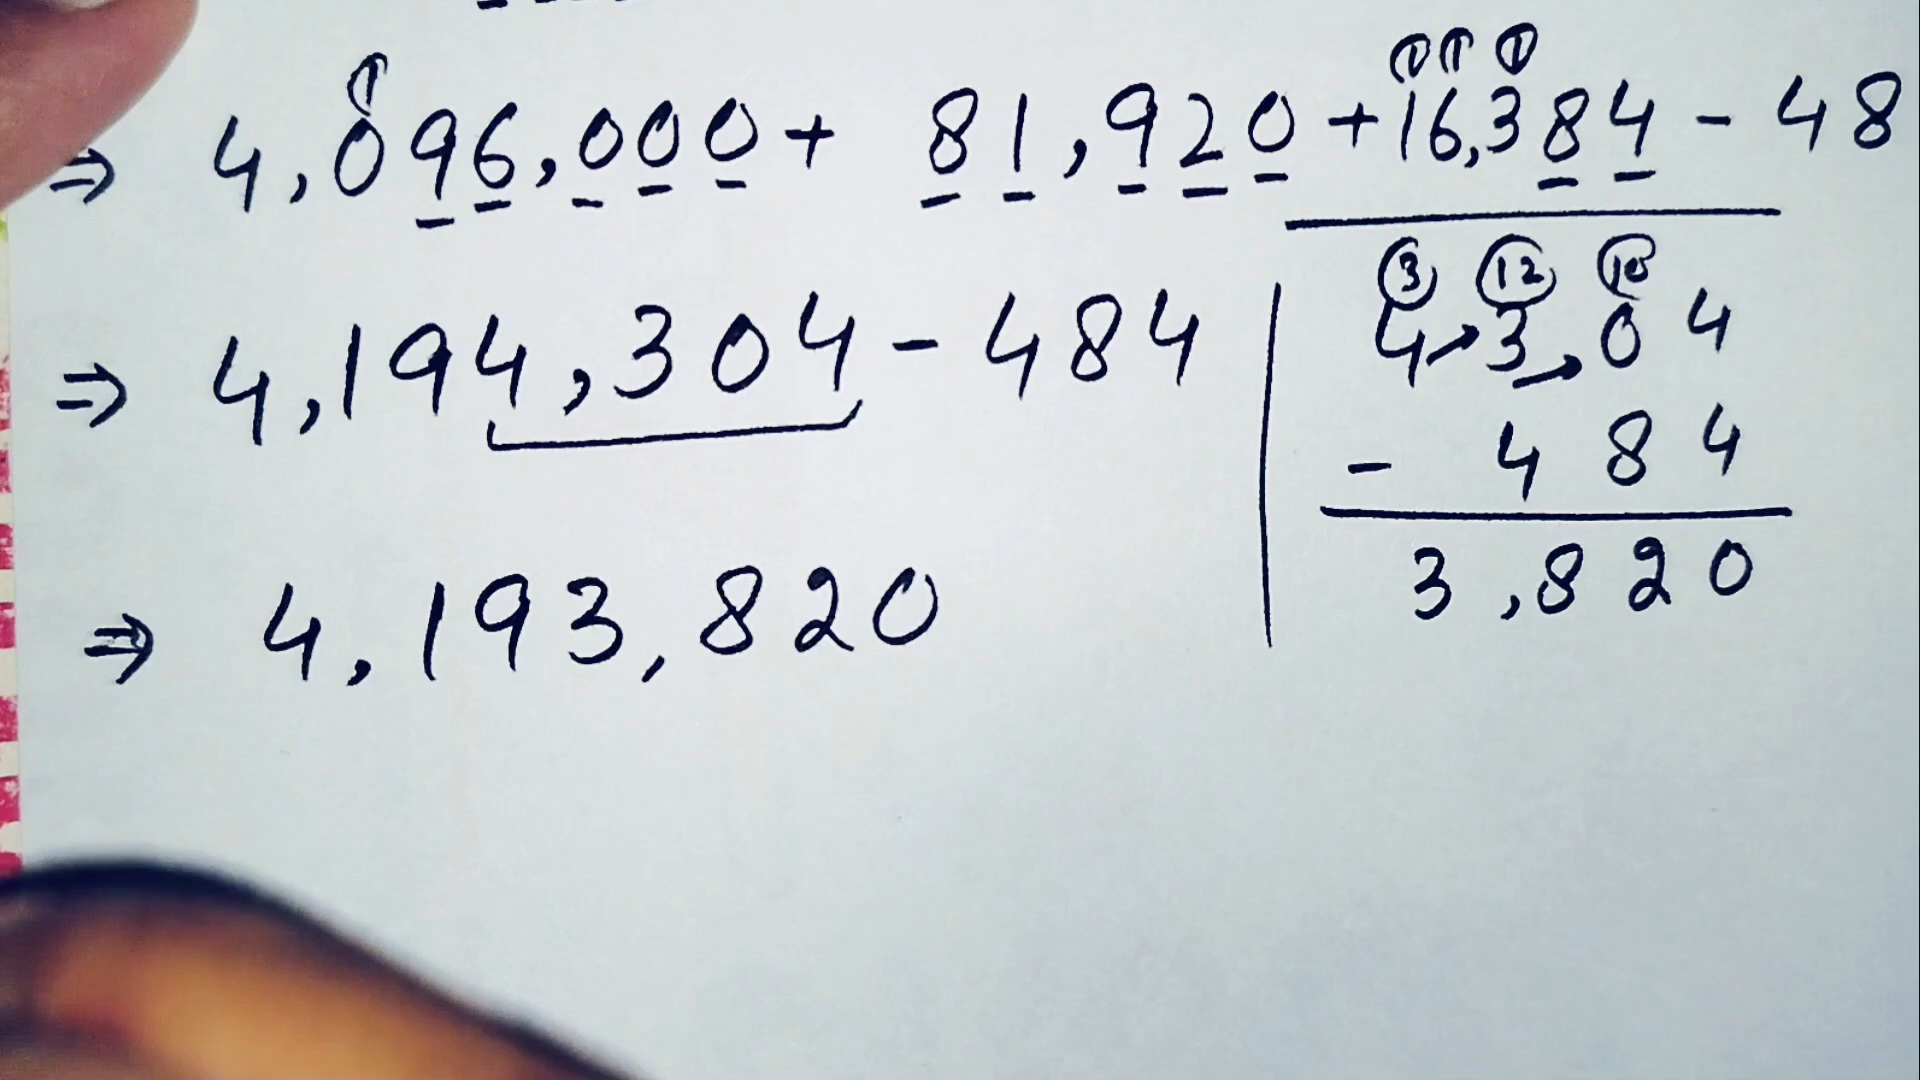 ⇒ 4,096,000 + 81,920 + 16,384 - 48
⇒ 4,194,304 - 484
⇒ 4,193,820
3 12 10
4 3 0 4
- 4 8 4
3,820